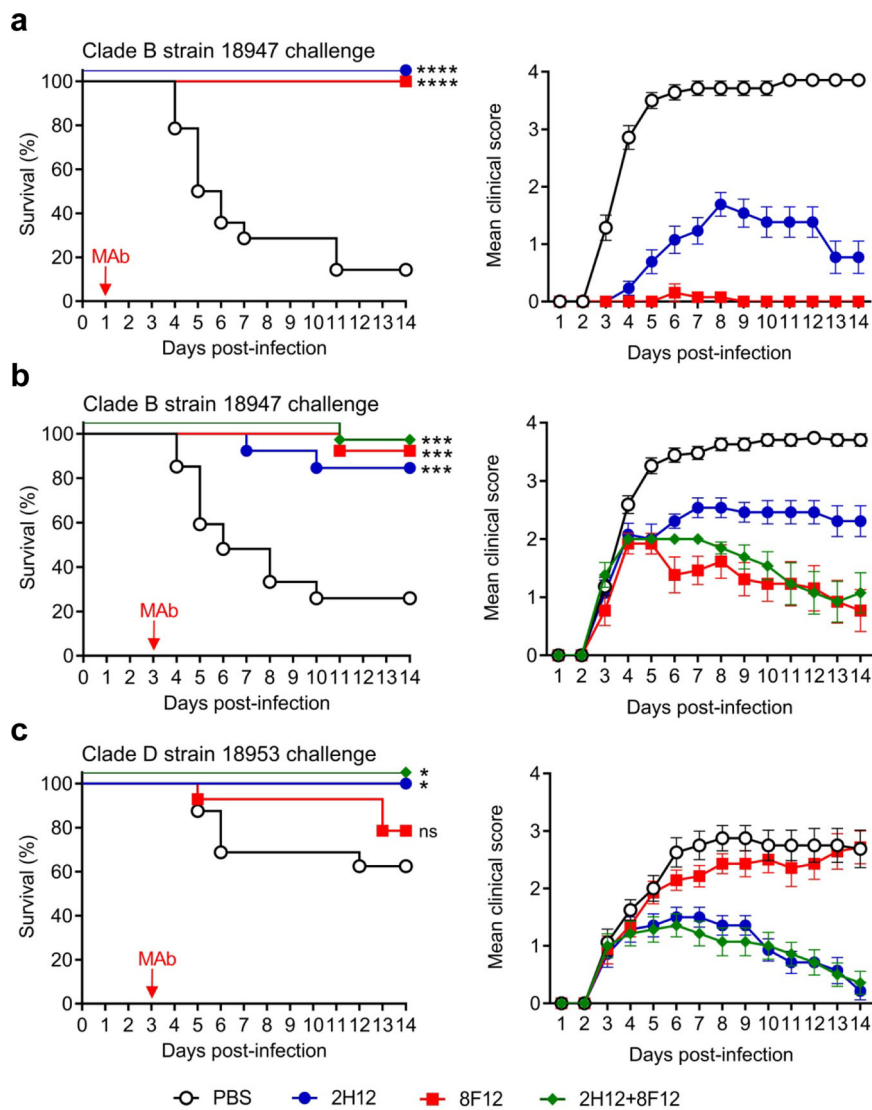 a
Clade B strain 18947 challenge
Survival (%)
100
80
60
40
20
0
****
****
MAb
0 1 2 3 4 5 6 7 8 9 10 11 12 13 14
Days post-infection
Mean clinical score
4
3
2
1
0
1 2 3 4 5 6 7 8 9 10 11 12 13 14
Days post-infection
b
Clade B strain 18947 challenge
Survival (%)
100
80
60
40
20
0
***
***
***
MAb
0 1 2 3 4 5 6 7 8 9 10 11 12 13 14
Days post-infection
Mean clinical score
4
3
2
1
0
1 2 3 4 5 6 7 8 9 10 11 12 13 14
Days post-infection
c
Clade D strain 18953 challenge
Survival (%)
100
80
60
40
20
0
*
*
ns
MAb
0 1 2 3 4 5 6 7 8 9 10 11 12 13 14
Days post-infection
Mean clinical score
4
3
2
1
0
1 2 3 4 5 6 7 8 9 10 11 12 13 14
Days post-infection
PBS 2H12 8F12 2H12+8F12